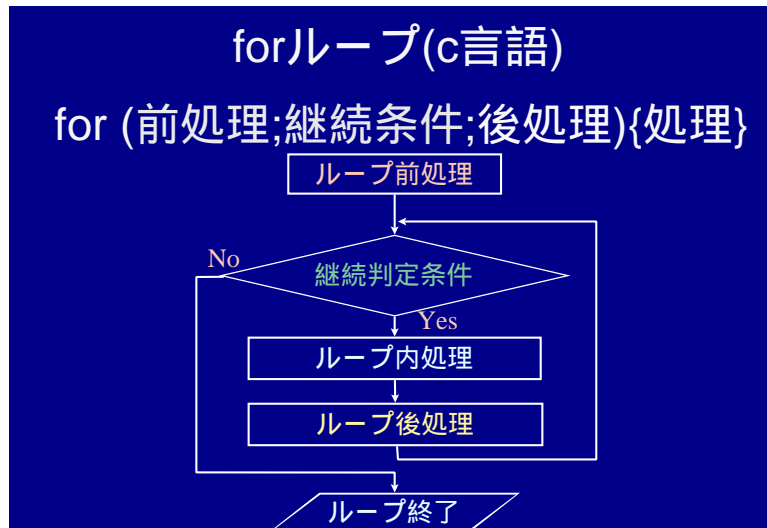 forループ(c言語)
for (前処理;継続条件;後処理){処理}
ループ前処理
No
継続判定条件
Yes
ループ内処理
ループ後処理
ループ終了